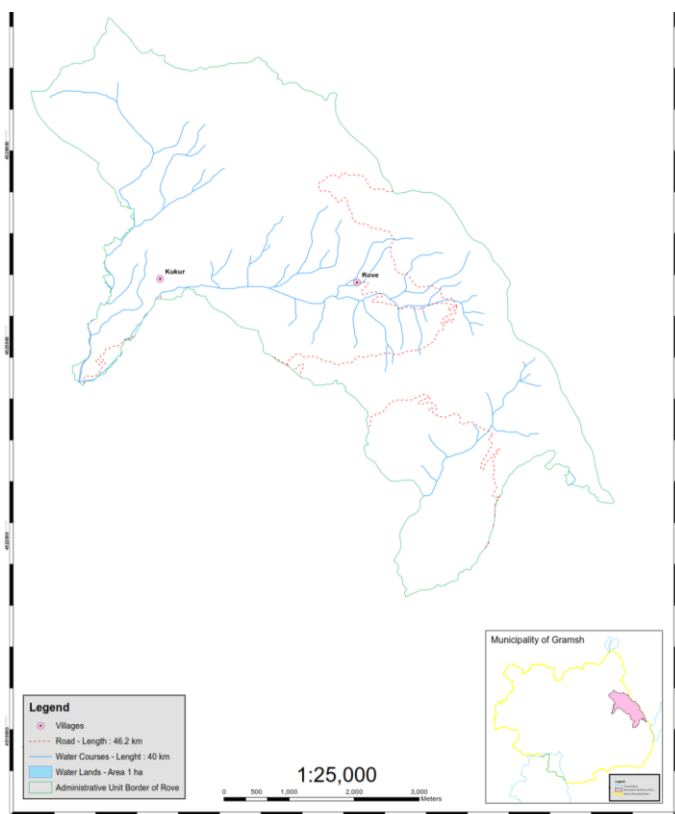 Kukur
Rove
Municipality of Gramsh
Legend
Legend
Villages
Road - Length : 46.2 km
Water Courses - Lenght : 40 km
Water Lands - Area 1 ha
Administrative Unit Border of Rove
1:25,000
0 500 1,000 2,000 3,000
Meters